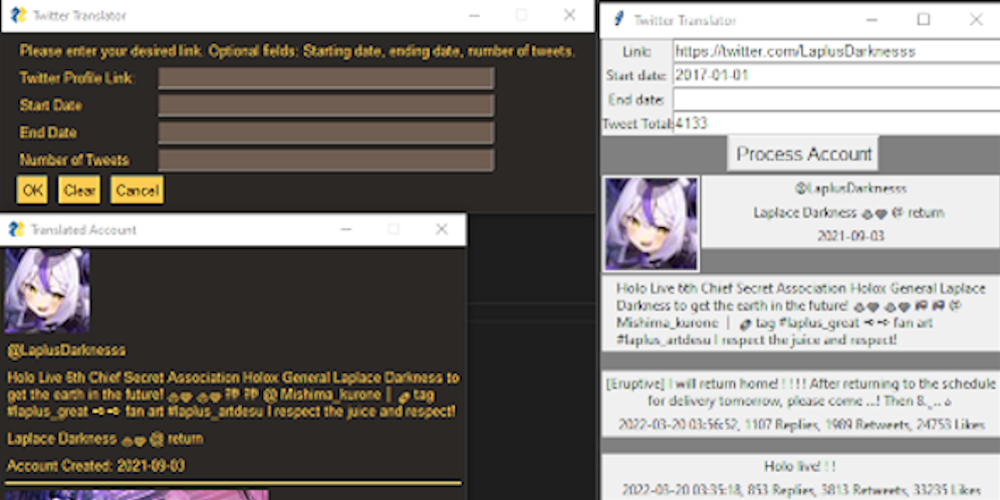 Twitter Translator
Please enter your desired link. Optional fields: Starting date, ending date, number of tweets.
Twitter Profile Link:
Start Date
End Date
Number of Tweets
OK Clear Cancel
Translated Account
@LaplusDarknesss
Holo Live 6th Chief Secret Association Holox General Laplace Darkness to
get the earth in the future! @ Mishima_kurone | tag
#laplus_great fan art #laplus_artdesu I respect the juice and respect!
Laplace Darkness @ return
Account Created: 2021-09-03
Twitter Translator
Link: https://twitter.com/LaplusDarknesss
Start date: 2017-01-01
End date:
Tweet Total: 4133
Process Account
@LaplusDarknesss
Laplace Darkness @ return
2021-09-03
Holo Live 6th Chief Secret Association Holox General Laplace
Darkness to get the earth in the future! @
Mishima_kurone | tag #laplus_great fan art
#laplus_artdesu I respect the juice and respect!
[Eruptive] I will return home! ! ! ! After returning to the schedule
for delivery tomorrow, please come ..! Then
2022-03-20 03:56:52, 1107 Replies, 1989 Retweets, 24753 Likes
Holo live! ! !
2022-03-20 03:35:18, 853 Replies, 3813 Retweets, 33235 Likes